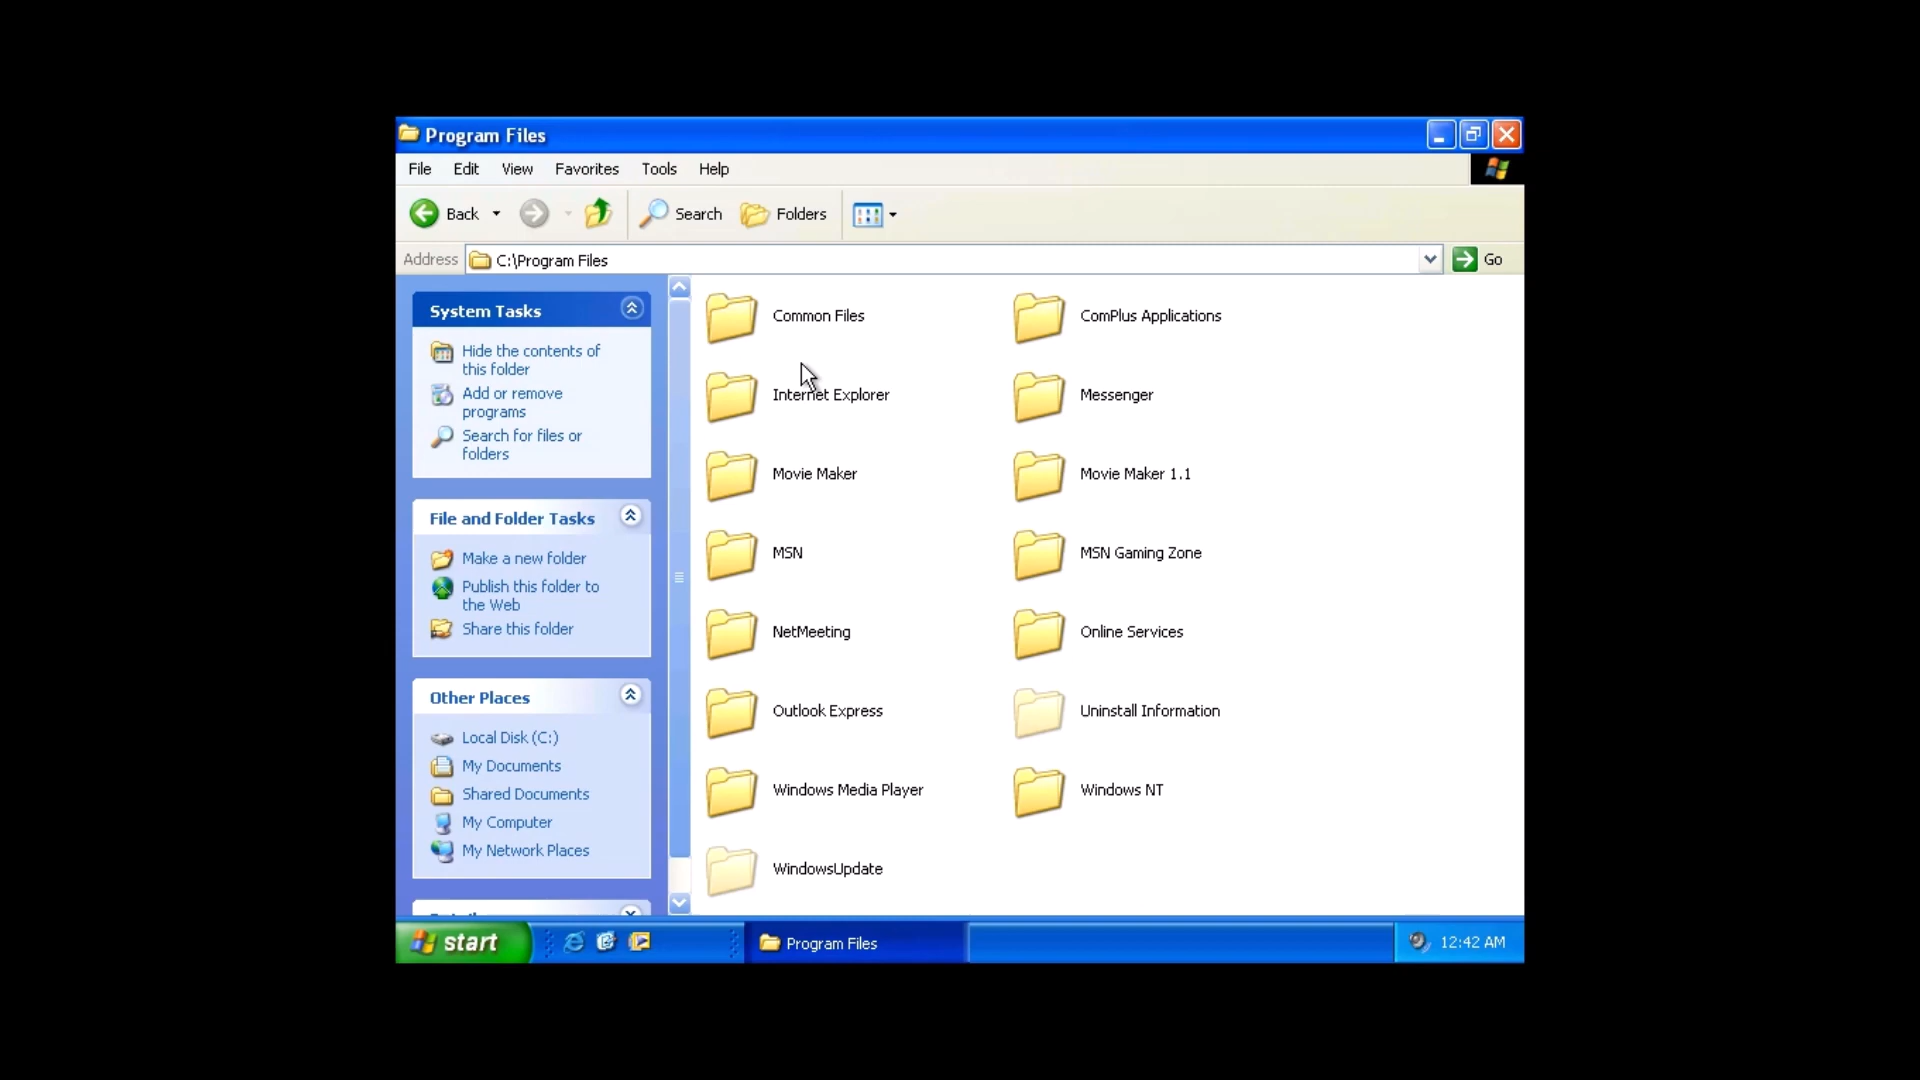 Program Files
File Edit View Favorites Tools Help
Back Search Folders
Address C:\Program Files Go
System Tasks
Hide the contents of
this folder
Add or remove
programs
Search for files or
folders
File and Folder Tasks
Make a new folder
Publish this folder to
the Web
Share this folder
Other Places
Local Disk (C:)
My Documents
Shared Documents
My Computer
My Network Places
Common Files ComPlus Applications
Internet Explorer Messenger
Movie Maker Movie Maker 1.1
MSN MSN Gaming Zone
NetMeeting Online Services
Outlook Express Uninstall Information
Windows Media Player Windows NT
WindowsUpdate
start Program Files 12:42 AM